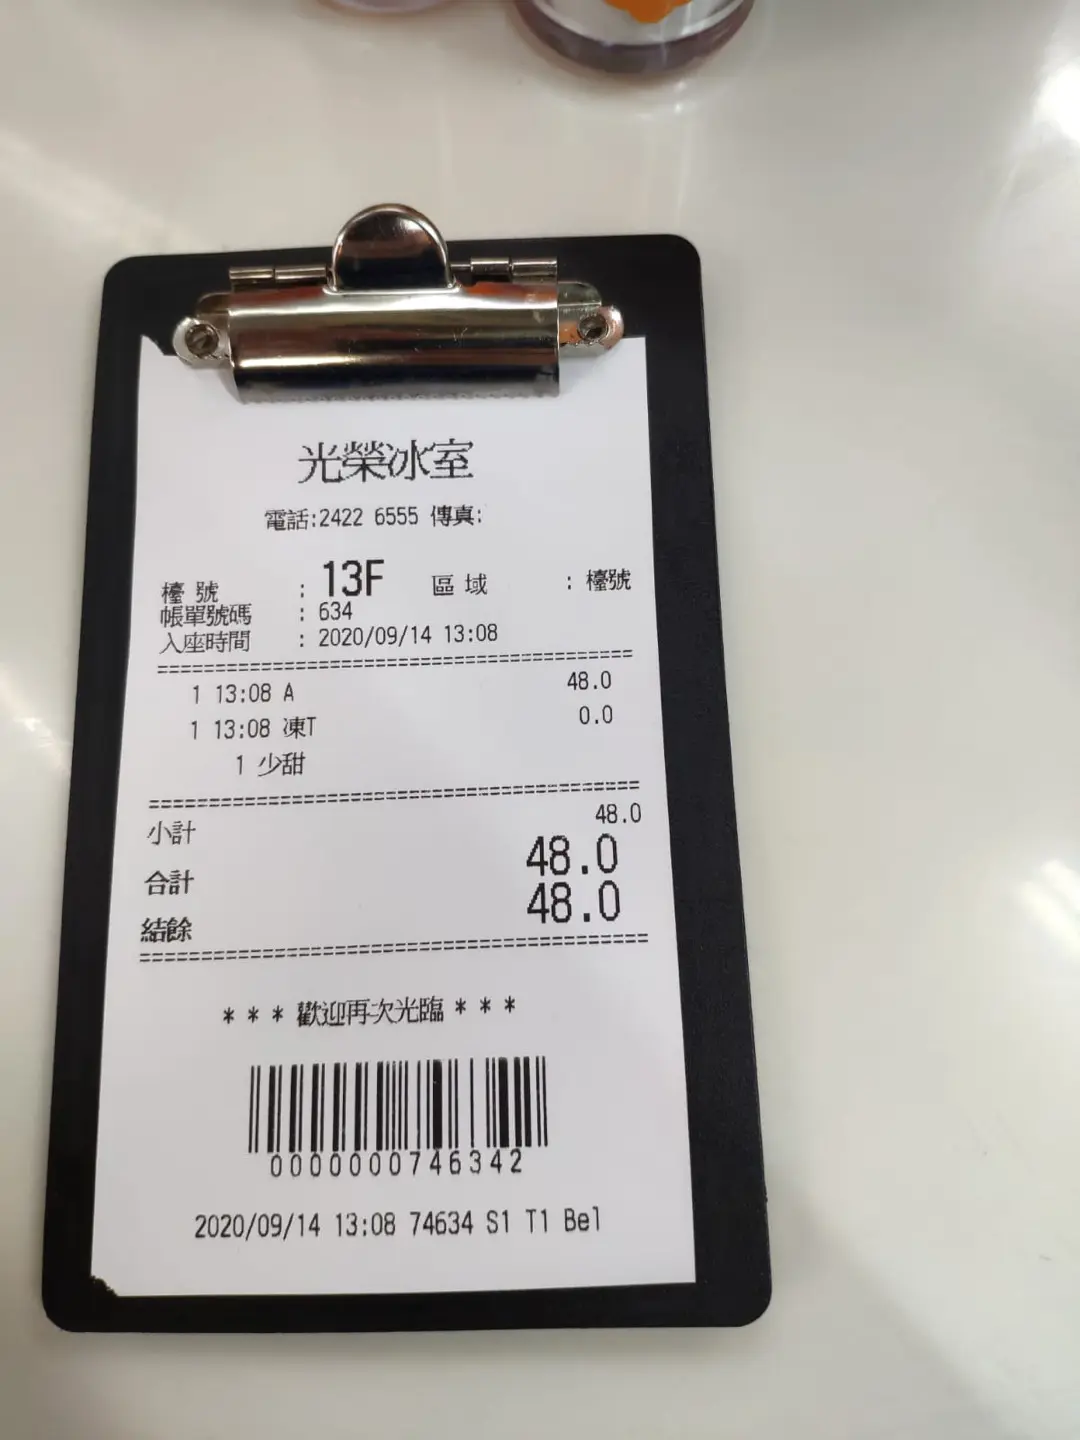 光榮冰室
電話:2422 6555 傳真:
檯號 : 13F 區域 : 檯號
帳單號碼 : 634
入座時間 : 2020/09/14 13:08
1 13:08 A 48.0
1 13:08 凍T 0.0
1 少甜
小計 48.0
合計 48.0
結餘 48.0
* * * 歡迎再次光臨 * * *
0000000746342
2020/09/14 13:08 74634 S1 T1 Bel